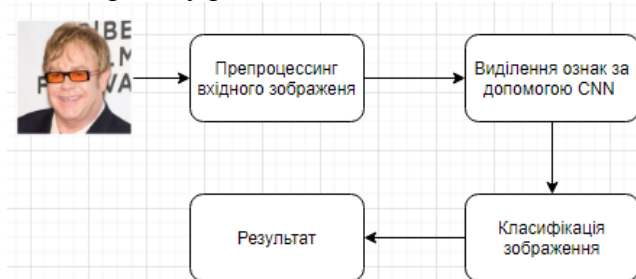 Препроцессинг
вхідного зображеня
Виділення ознак за
допомогою CNN
Класифікація
зображення
Результат